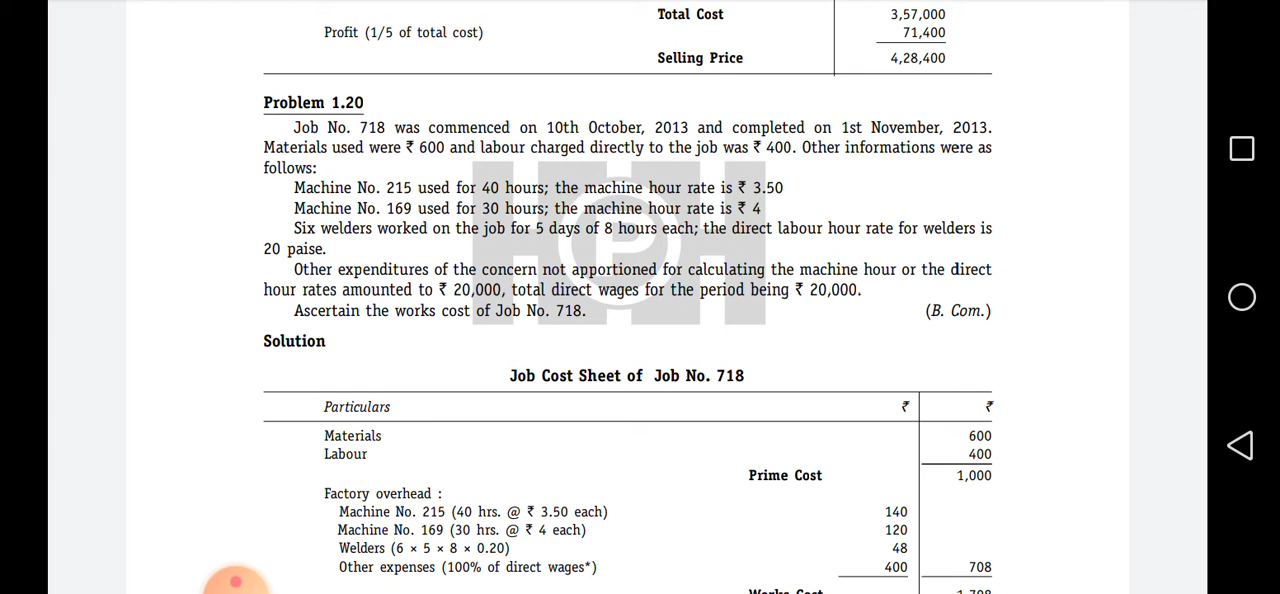 Total Cost 3,57,000
Profit (1/5 of total cost) 71,400
Selling Price 4,28,400
Problem 1.20
Job No. 718 was commenced on 10th October, 2013 and completed on 1st November, 2013.
Materials used were ₹ 600 and labour charged directly to the job was ₹ 400. Other informations were as
follows:
Machine No. 215 used for 40 hours; the machine hour rate is ₹ 3.50
Machine No. 169 used for 30 hours; the machine hour rate is ₹ 4
Six welders worked on the job for 5 days of 8 hours each; the direct labour hour rate for welders is
20 paise.
Other expenditures of the concern not apportioned for calculating the machine hour or the direct
hour rates amounted to ₹ 20,000, total direct wages for the period being ₹ 20,000.
Ascertain the works cost of Job No. 718. (B. Com.)
Solution
Job Cost Sheet of Job No. 718
Particulars ₹ ₹
Materials 600
Labour 400
Prime Cost 1,000
Factory overhead :
Machine No. 215 (40 hrs. @ ₹ 3.50 each) 140
Machine No. 169 (30 hrs. @ ₹ 4 each) 120
Welders (6 × 5 × 8 × 0.20) 48
Other expenses (100% of direct wages*) 400 708
Works Cost 1,708